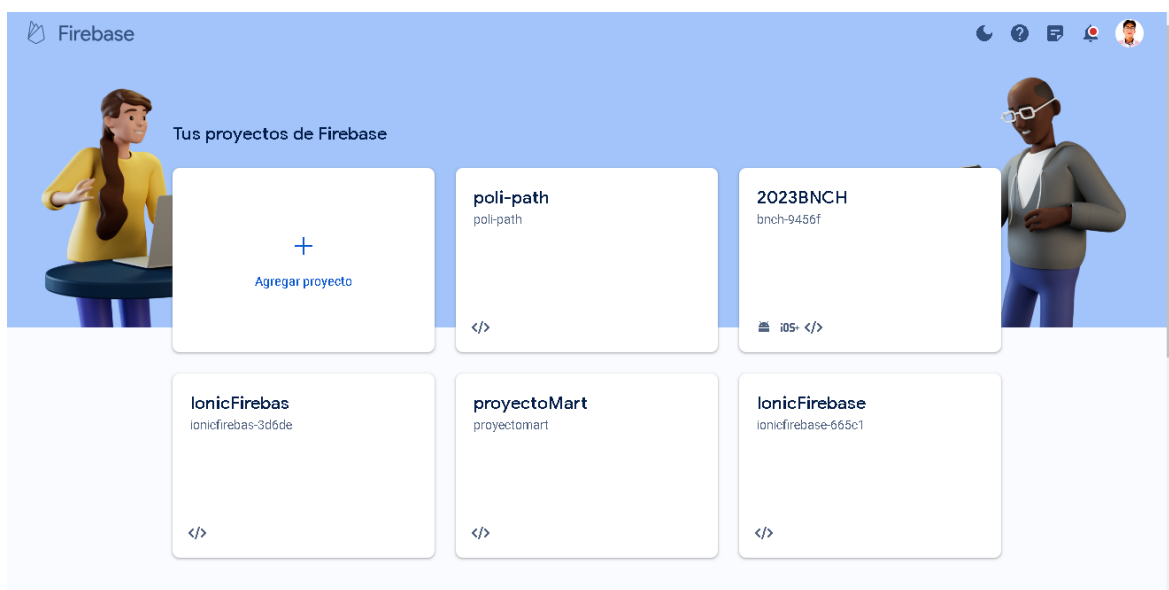 Firebase
Tus proyectos de Firebase
Agregar proyecto
poli-path
poli-path
2023BNCH
bnch-9456f
iOS+
IonicFirebas
ionicfirebas-3d6de
proyectoMart
proyectomart
IonicFirebase
ionicfirebase-665c1